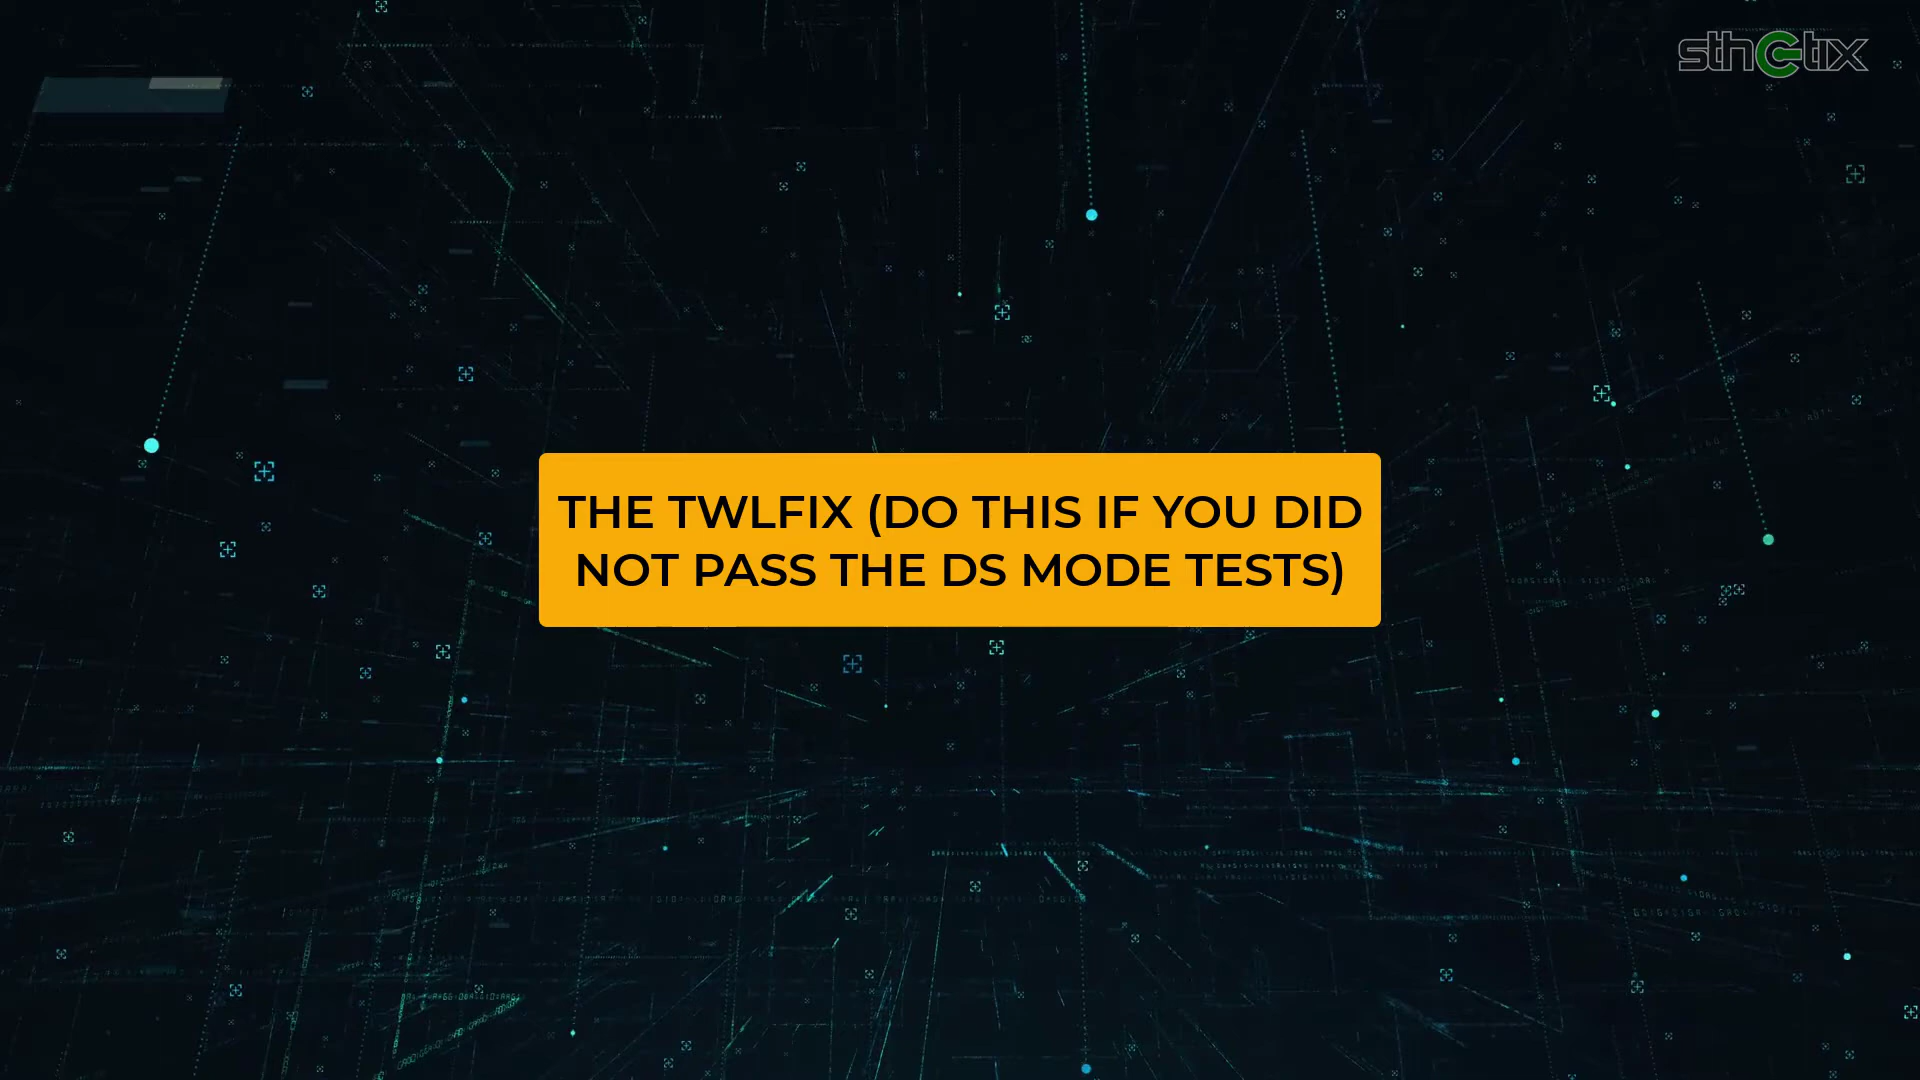 sthetix
THE TWLFIX (DO THIS IF YOU DID
NOT PASS THE DS MODE TESTS)